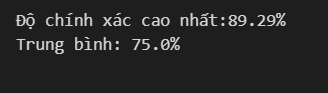 Độ chính xác cao nhất:89.29%
Trung bình: 75.0%